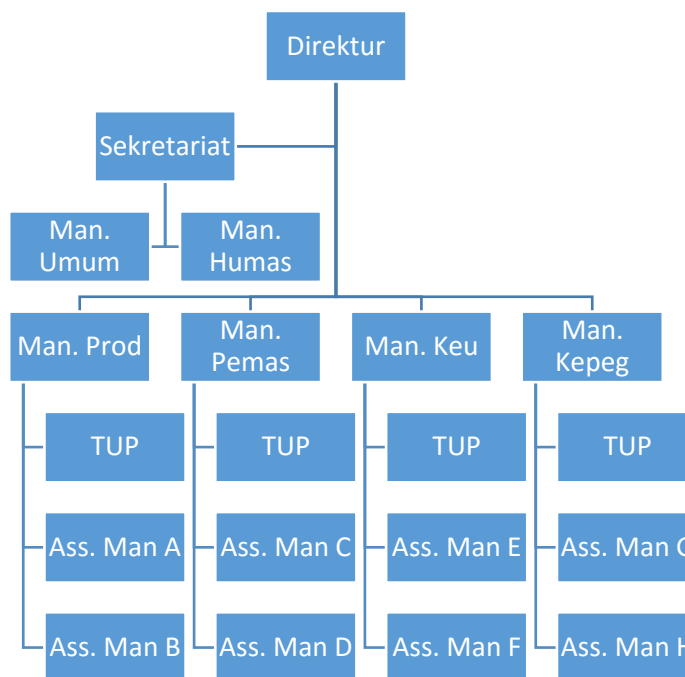 Direktur
Sekretariat
Man.
Umum
Man.
Humas
Man. Prod
Man.
Pemas
Man. Keu
Man.
Kepeg
TUP
TUP
TUP
TUP
Ass. Man A
Ass. Man C
Ass. Man E
Ass. Man G
Ass. Man B
Ass. Man D
Ass. Man F
Ass. Man H